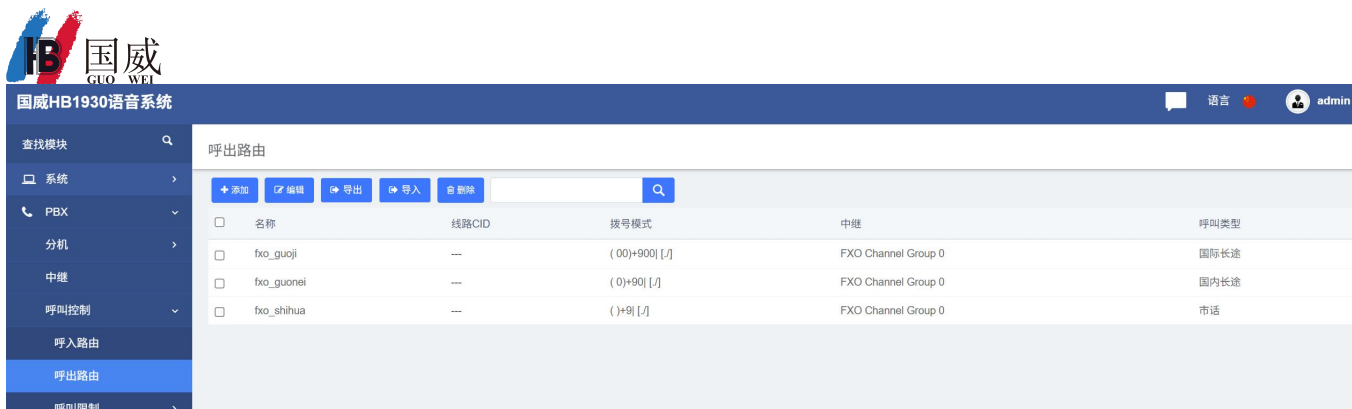 HB 国威
GUO WEI
国威HB1930语音系统
语言
admin
查找模块
系统
PBX
分机
中继
呼叫控制
呼入路由
呼出路由
呼叫限制
呼出路由
添加 编辑 导出 导入 删除
名称 线路CID 拨号模式 中继 呼叫类型
fxo_guoji --- ( 00)+900| [./] FXO Channel Group 0 国际长途
fxo_guonei --- ( 0)+90| [./] FXO Channel Group 0 国内长途
fxo_shihua --- ( )+9| [./] FXO Channel Group 0 市话